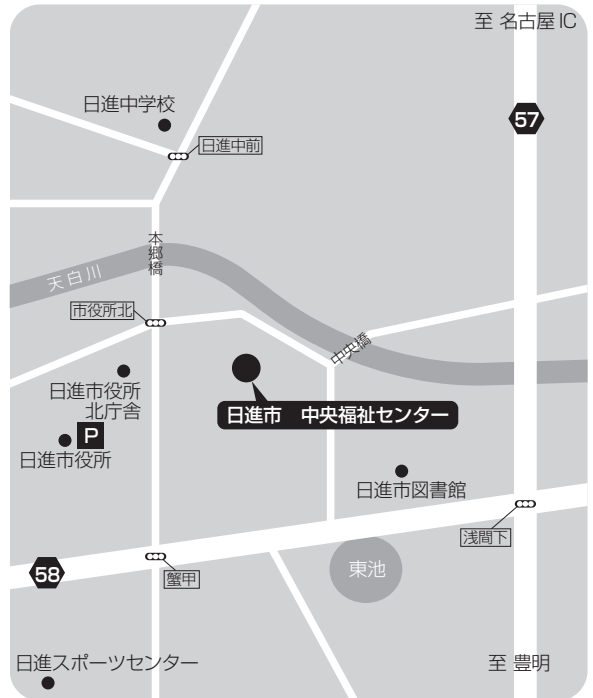 至 名古屋IC
57
日進中学校
日進中前
本郷橋
天白川
市役所北
中央橋
日進市役所
北庁舎
P
日進市役所
日進市 中央福祉センター
日進市図書館
浅間下
東池
58
蟹甲
日進スポーツセンター
至 豊明